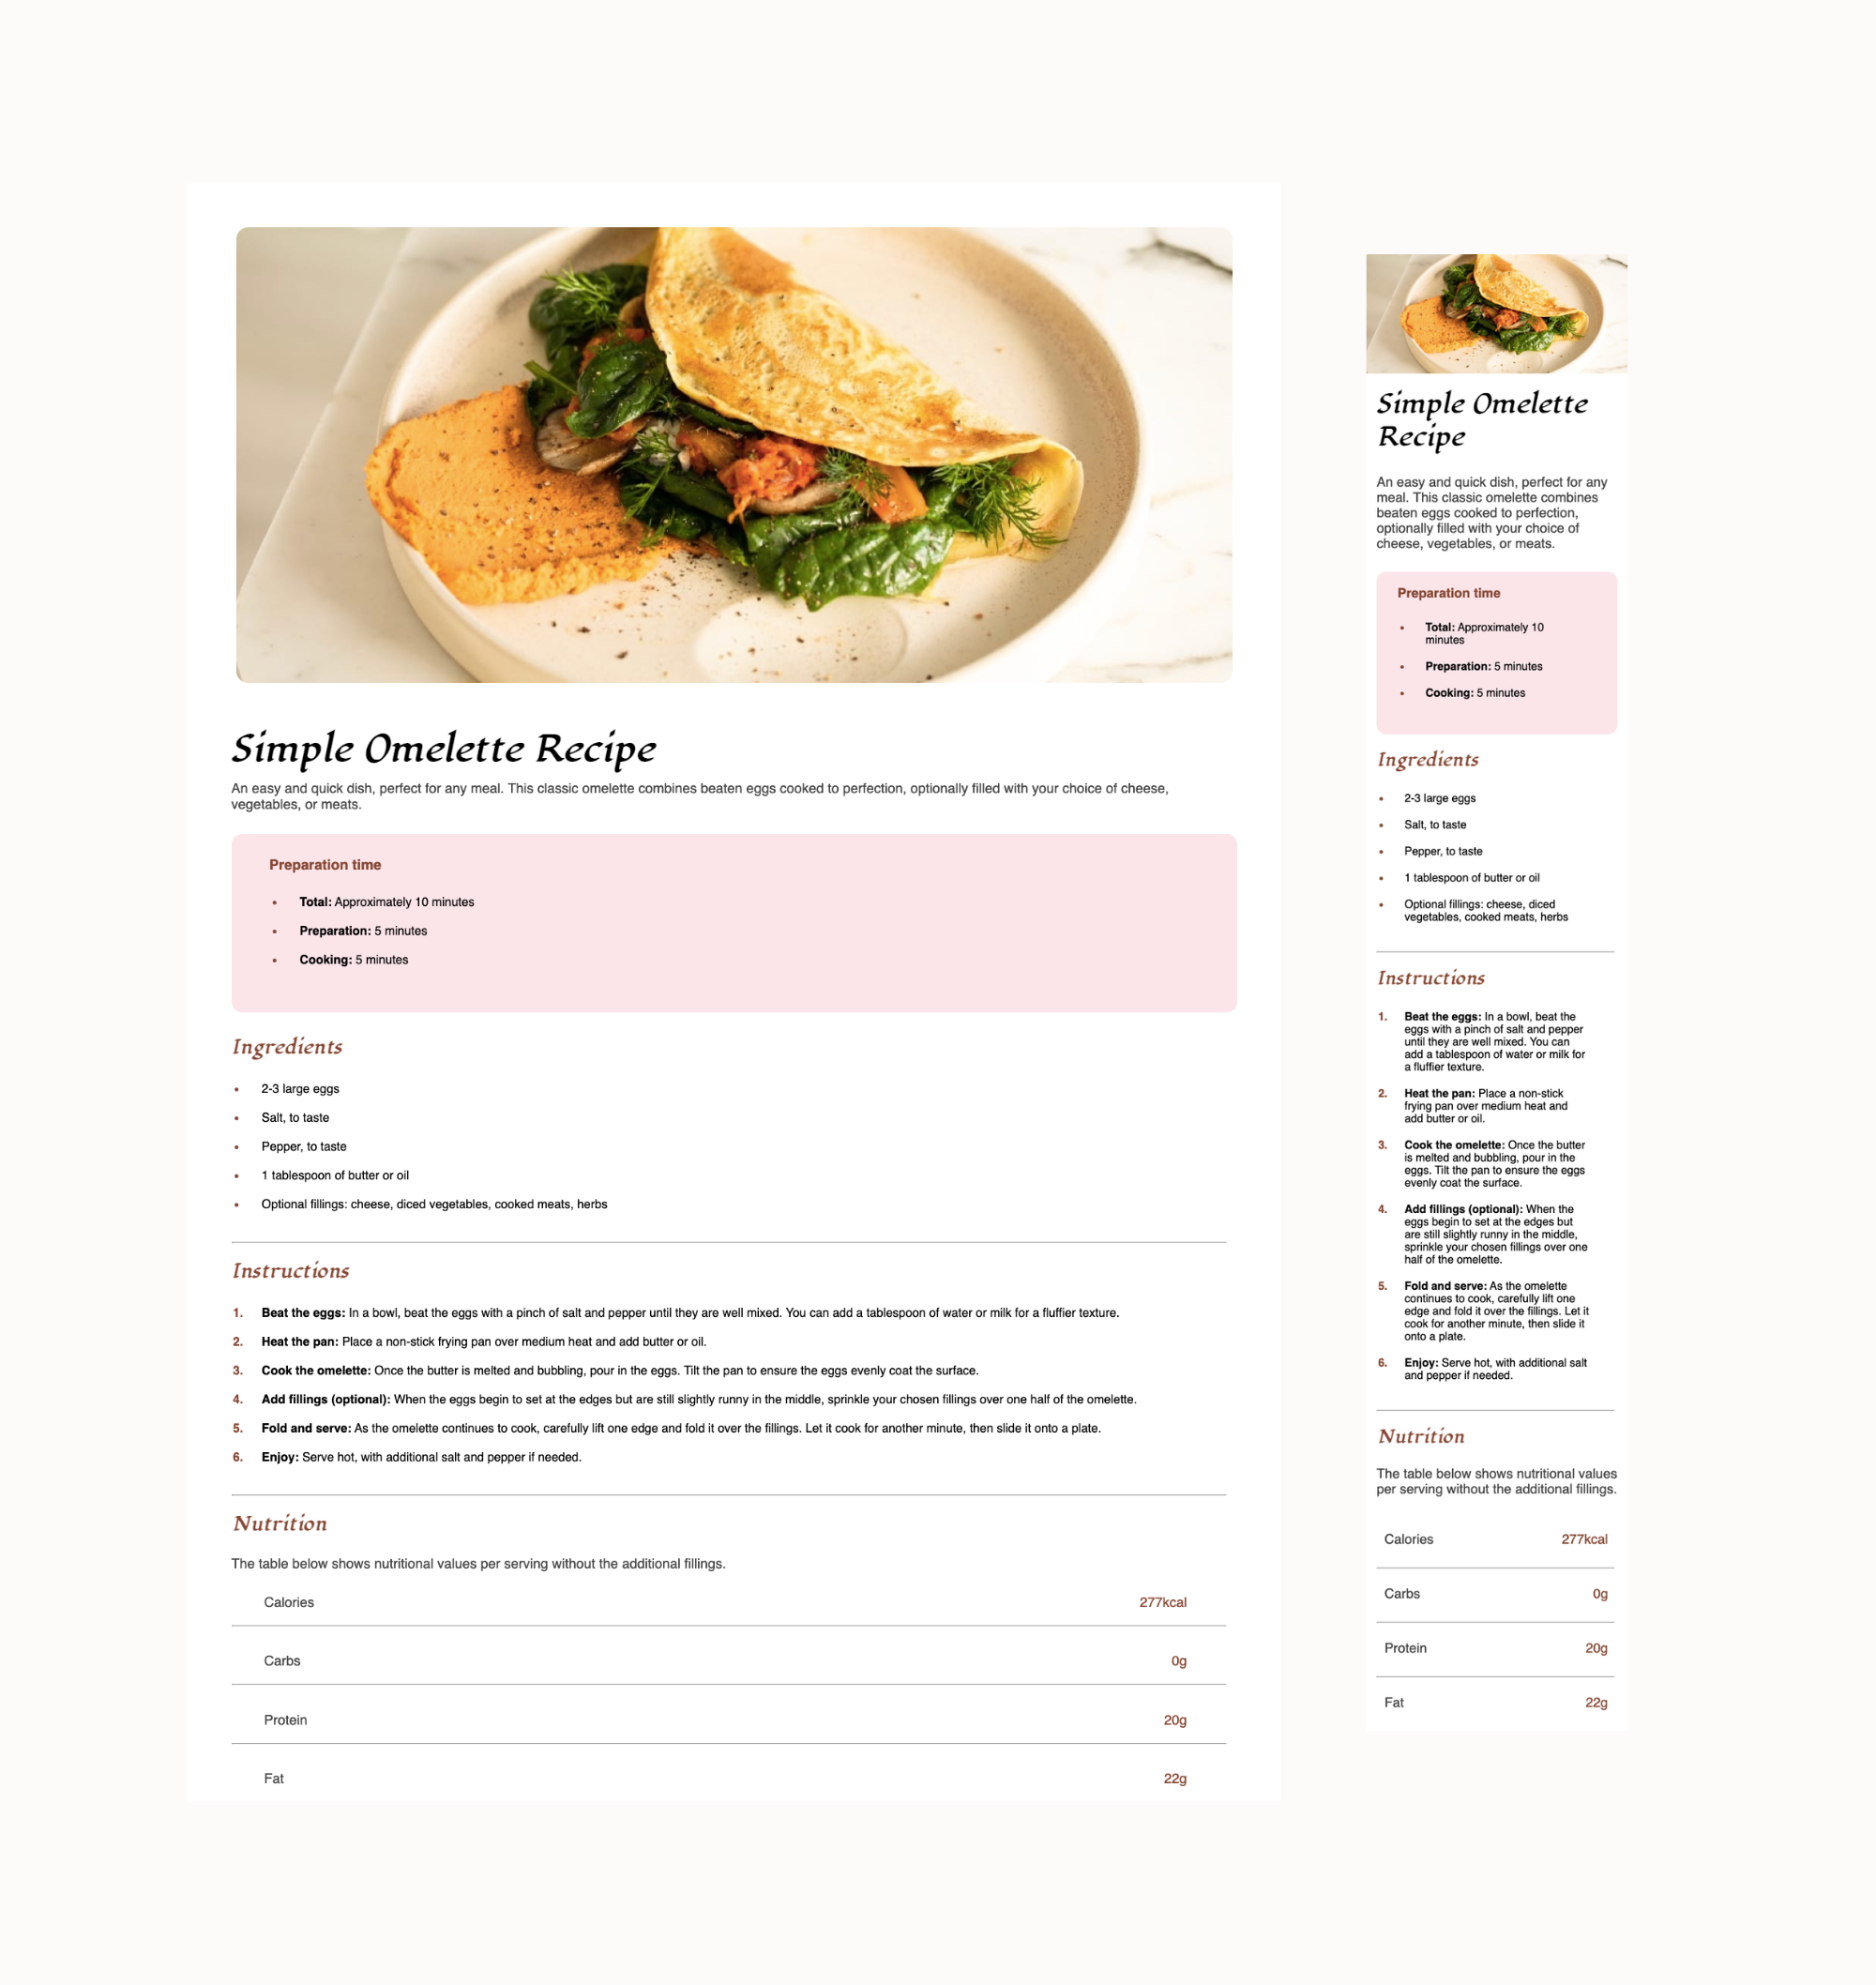 Simple Omelette Recipe
An easy and quick dish, perfect for any meal. This classic omelette combines beaten eggs cooked to perfection, optionally filled with your choice of cheese,
vegetables, or meats.
Preparation time
• Total: Approximately 10 minutes
• Preparation: 5 minutes
• Cooking: 5 minutes
Ingredients
• 2-3 large eggs
• Salt, to taste
• Pepper, to taste
• 1 tablespoon of butter or oil
• Optional fillings: cheese, diced vegetables, cooked meats, herbs
Instructions
1. Beat the eggs: In a bowl, beat the eggs with a pinch of salt and pepper until they are well mixed. You can add a tablespoon of water or milk for a fluffier texture.
2. Heat the pan: Place a non-stick frying pan over medium heat and add butter or oil.
3. Cook the omelette: Once the butter is melted and bubbling, pour in the eggs. Tilt the pan to ensure the eggs evenly coat the surface.
4. Add fillings (optional): When the eggs begin to set at the edges but are still slightly runny in the middle, sprinkle your chosen fillings over one half of the omelette.
5. Fold and serve: As the omelette continues to cook, carefully lift one edge and fold it over the fillings. Let it cook for another minute, then slide it onto a plate.
6. Enjoy: Serve hot, with additional salt and pepper if needed.
Nutrition
The table below shows nutritional values per serving without the additional fillings.
Calories 277kcal
Carbs 0g
Protein 20g
Fat 22g
Simple Omelette
Recipe
An easy and quick dish, perfect for any
meal. This classic omelette combines
beaten eggs cooked to perfection,
optionally filled with your choice of
cheese, vegetables, or meats.
Preparation time
• Total: Approximately 10
minutes
• Preparation: 5 minutes
• Cooking: 5 minutes
Ingredients
• 2-3 large eggs
• Salt, to taste
• Pepper, to taste
• 1 tablespoon of butter or oil
• Optional fillings: cheese, diced
vegetables, cooked meats, herbs
Instructions
1. Beat the eggs: In a bowl, beat the
eggs with a pinch of salt and pepper
until they are well mixed. You can
add a tablespoon of water or milk for
a fluffier texture.
2. Heat the pan: Place a non-stick
frying pan over medium heat and
add butter or oil.
3. Cook the omelette: Once the butter
is melted and bubbling, pour in the
eggs. Tilt the pan to ensure the eggs
evenly coat the surface.
4. Add fillings (optional): When the
eggs begin to set at the edges but
are still slightly runny in the middle,
sprinkle your chosen fillings over one
half of the omelette.
5. Fold and serve: As the omelette
continues to cook, carefully lift one
edge and fold it over the fillings. Let it
cook for another minute, then slide it
onto a plate.
6. Enjoy: Serve hot, with additional salt
and pepper if needed.
Nutrition
The table below shows nutritional values
per serving without the additional fillings.
Calories 277kcal
Carbs 0g
Protein 20g
Fat 22g